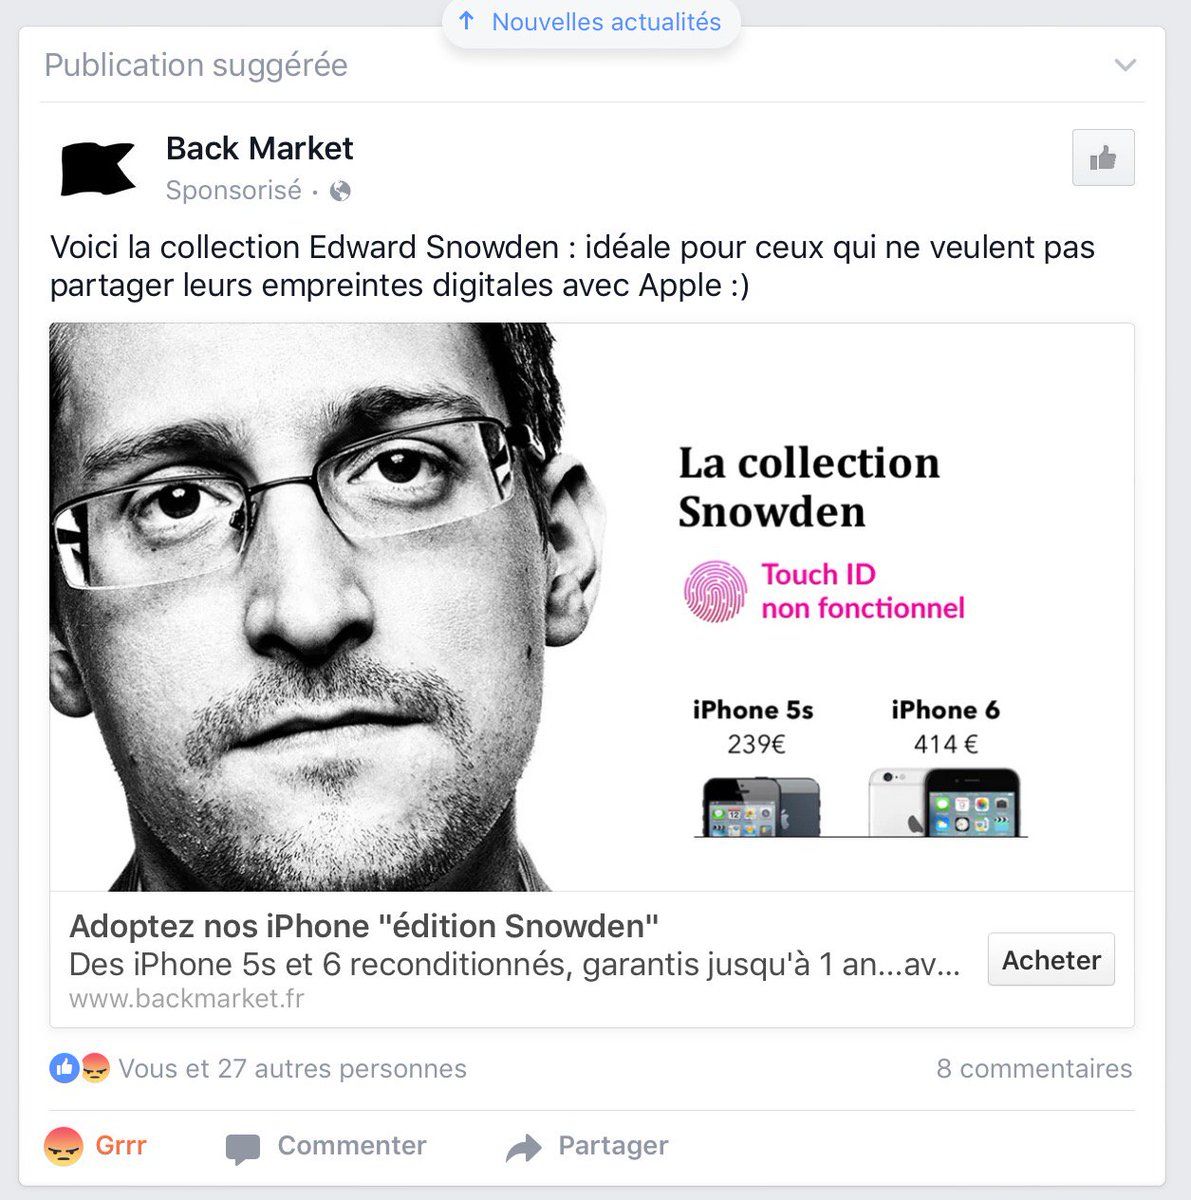 ↑ Nouvelles actualités
Publication suggérée
Back Market
Sponsorisé ·
Voici la collection Edward Snowden : idéale pour ceux qui ne veulent pas
partager leurs empreintes digitales avec Apple :)
La collection
Snowden
Touch ID
non fonctionnel
iPhone 5s
239€
iPhone 6
414 €
12
Adoptez nos iPhone "édition Snowden"
Des iPhone 5s et 6 reconditionnés, garantis jusqu'à 1 an...av...
www.backmarket.fr
Acheter
Vous et 27 autres personnes
8 commentaires
Grrr
Commenter
Partager